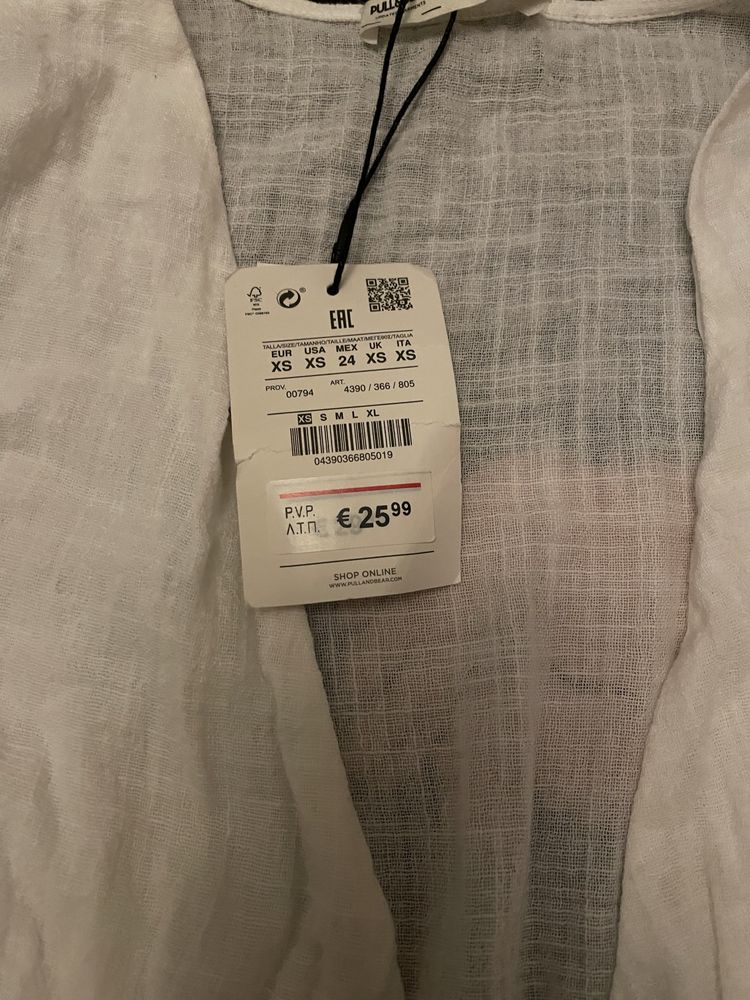 PULL&
FSC
®
EAC
TALLA/SIZE/TAMANHO/TAILLE/MAAT/ΜΕΓΕΘΟΣ/TAGLIA
EUR USA MEX UK ITA
XS XS 24 XS XS
PROV. ART.
00794 4390 / 366 / 805
XS S M L XL
04390366805019
P.V.P.
Λ.Τ.Π. € 25 99
SHOP ONLINE
WWW.PULLANDBEAR.COM